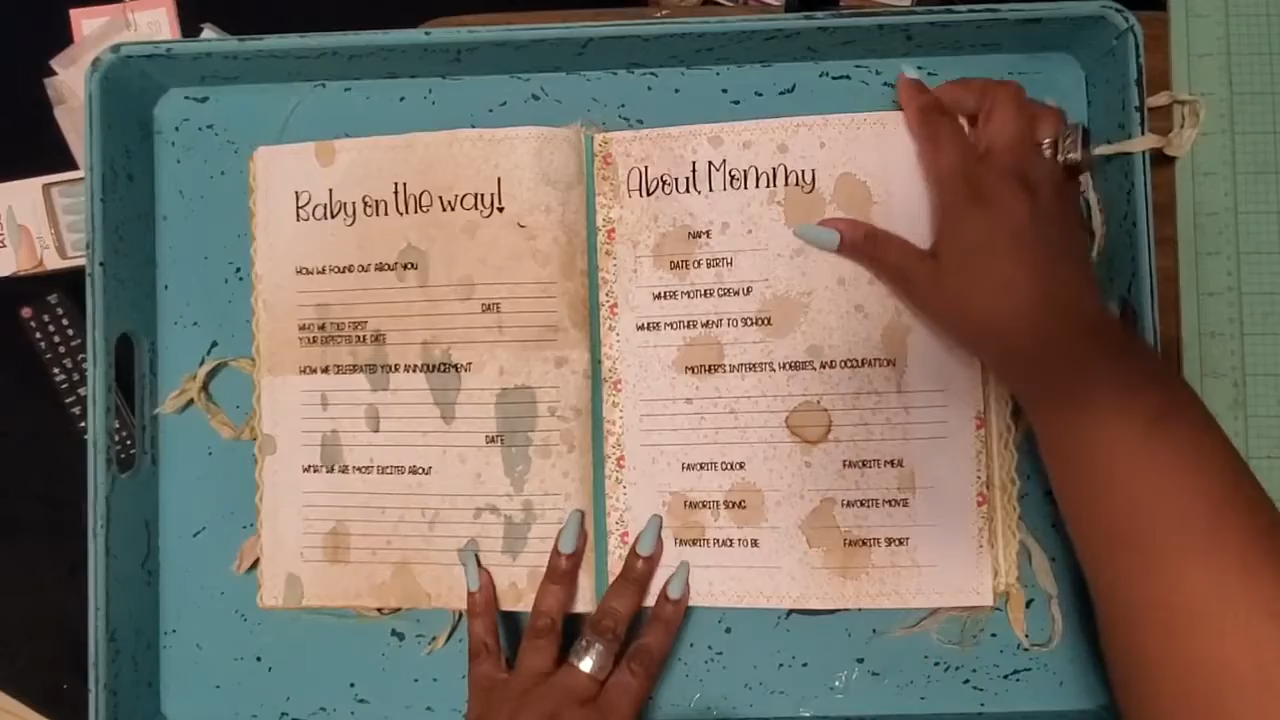 Baby on the way!
HOW WE FOUND OUT ABOUT YOU
DATE
WHO WE TOLD FIRST
YOUR EXPECTED DUE DATE
HOW WE CELEBRATED YOUR ANNOUNCEMENT
DATE
WHAT WE ARE MOST EXCITED ABOUT
About Mommy
NAME
DATE OF BIRTH
WHERE MOTHER GREW UP
WHERE MOTHER WENT TO SCHOOL
MOTHER'S INTERESTS, HOBBIES, AND OCCUPATION
FAVORITE COLOR FAVORITE MEAL
FAVORITE SONG FAVORITE MOVIE
FAVORITE PLACE TO BE FAVORITE SPORT